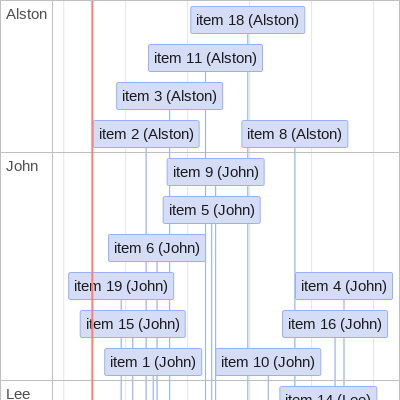 Alston
item 18 (Alston)
item 11 (Alston)
item 3 (Alston)
item 2 (Alston)
item 8 (Alston)
John
item 9 (John)
item 5 (John)
item 6 (John)
item 19 (John)
item 4 (John)
item 15 (John)
item 16 (John)
item 1 (John)
item 10 (John)
Lee
item 14 (Lee)